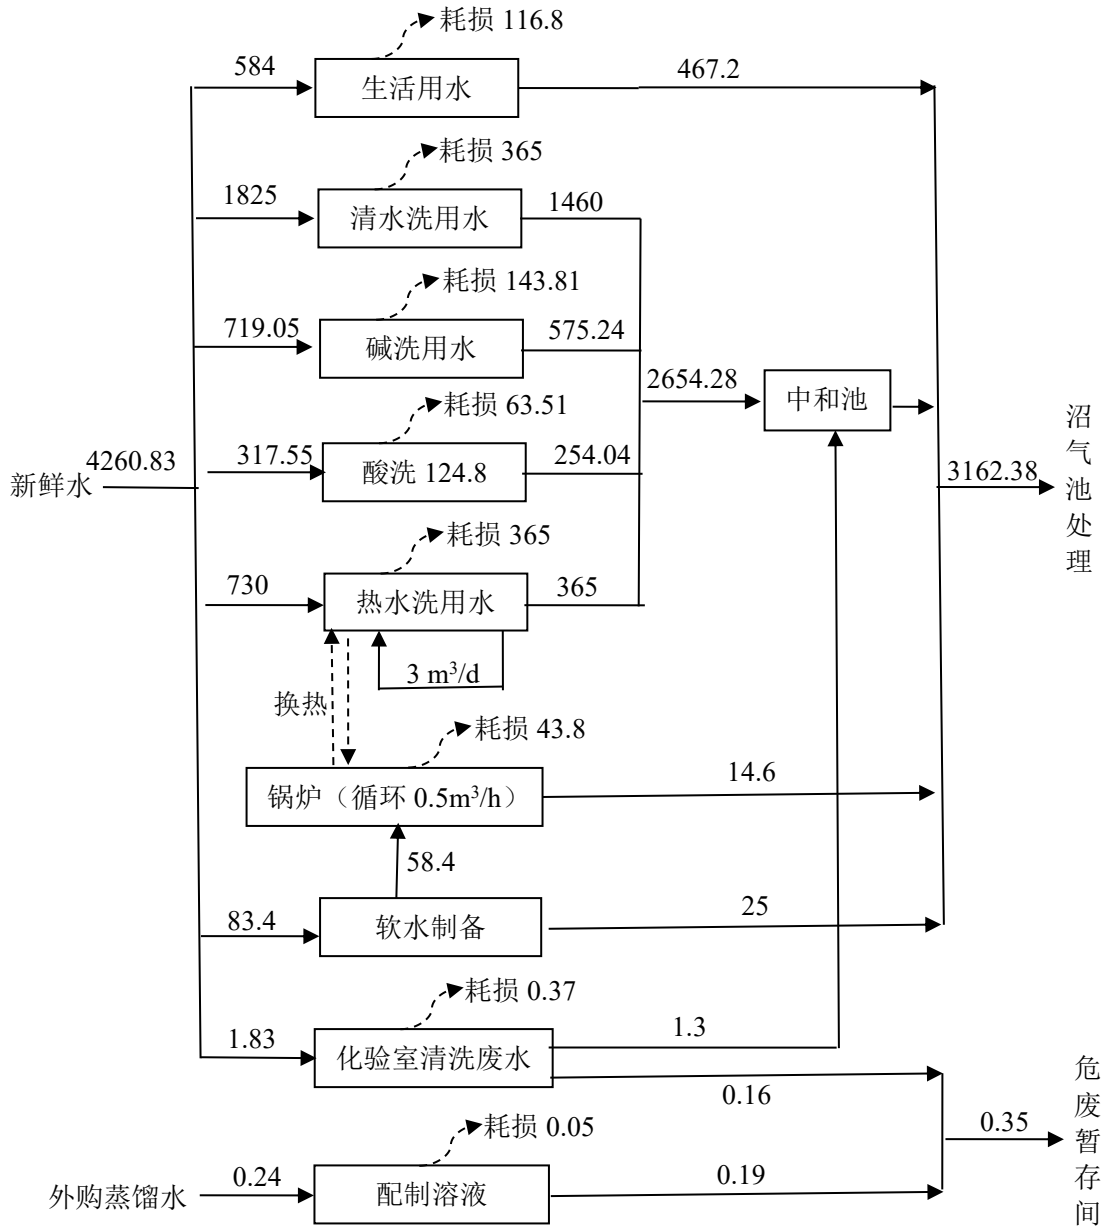 耗损 116.8
584
生活用水
467.2
耗损 365
1825
清水洗用水
1460
耗损 143.81
719.05
碱洗用水
575.24
2654.28
中和池
耗损 63.51
317.55
酸洗 124.8
254.04
新鲜水
4260.83
3162.38
沼气池处理
耗损 365
730
热水洗用水
365
3 m³/d
换热
耗损 43.8
锅炉（循环 0.5m³/h）
14.6
58.4
83.4
软水制备
25
耗损 0.37
1.83
化验室清洗废水
1.3
0.16
耗损 0.05
外购蒸馏水
0.24
配制溶液
0.19
0.35
危废暂存间